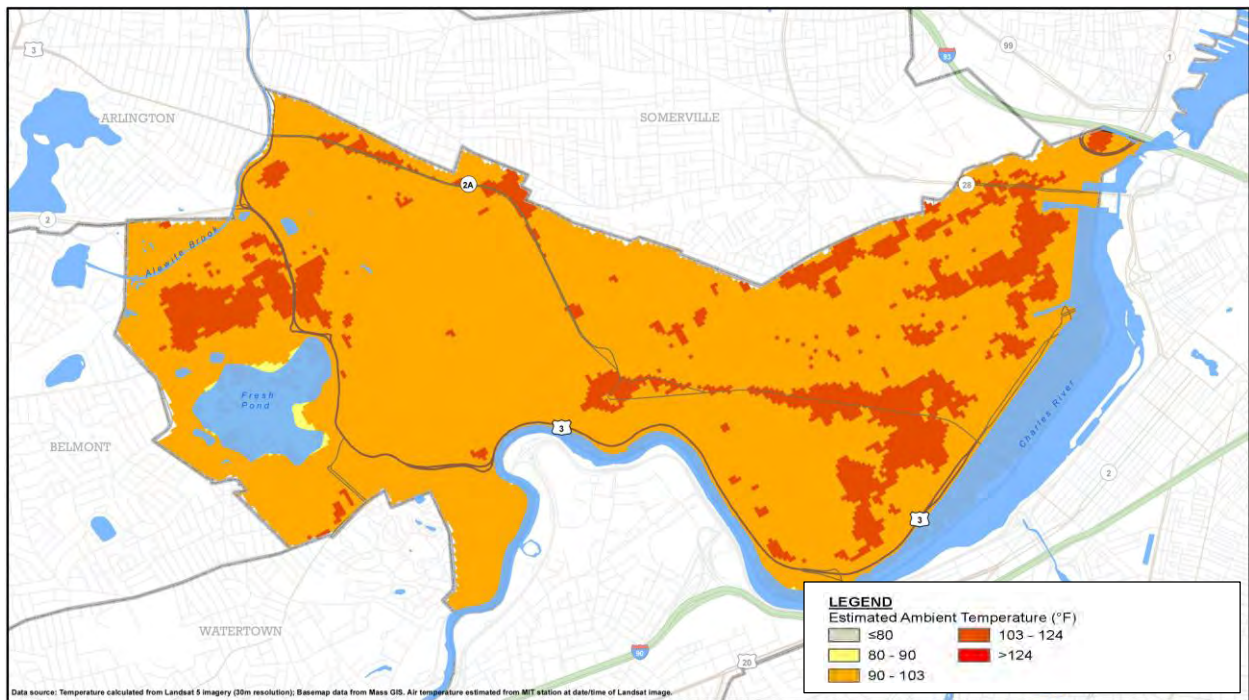 3
ARLINGTON
SOMERVILLE
93
99
1
2A
28
2
Alewife Brook
Fresh
Pond
BELMONT
3
Charles River
2
3
WATERTOWN
90
20
LEGEND
Estimated Ambient Temperature (°F)
≤80
80 - 90
90 - 103
103 - 124
>124
Data source: Temperature calculated from Landsat 5 imagery (30m resolution); Basemap data from Mass GIS. Air temperature estimated from MIT station at date/time of Landsat image.